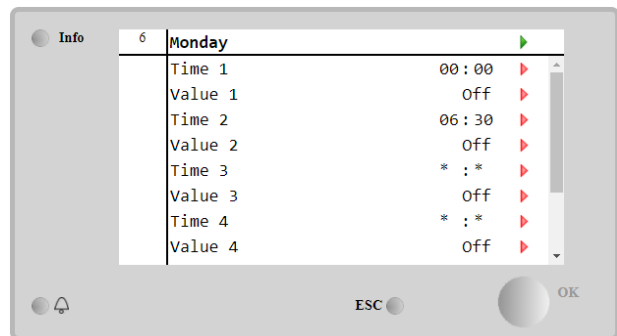 Info
6 Monday
Time 1 00:00
Value 1 Off
Time 2 06:30
Value 2 Off
Time 3 * :*
Value 3 Off
Time 4 * :*
Value 4 Off
ESC
OK